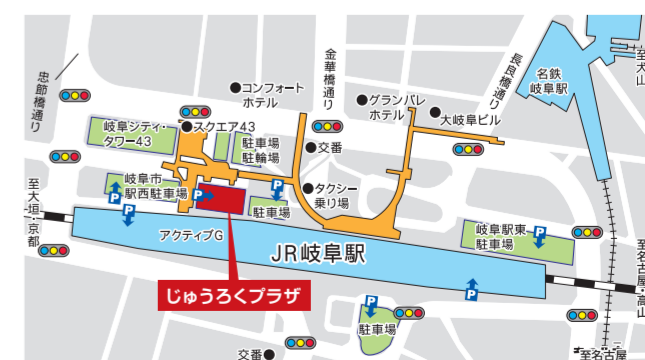 忠節橋通り
金華橋通り
長良橋通り
至犬山
名鉄
岐阜駅
コンフォート
ホテル
グランパレ
ホテル
大岐阜ビル
岐阜シティ・
タワー43
スクエア43
駐車場
駐輪場
交番
タクシー
乗り場
岐阜市
駅西駐車場
P
P
P
P
駐車場
至大垣・京都
アクティブG
JR岐阜駅
岐阜駅東
駐車場
P
至名古屋・高山
じゅうろくプラザ
P
P
駐車場
交番
至名古屋